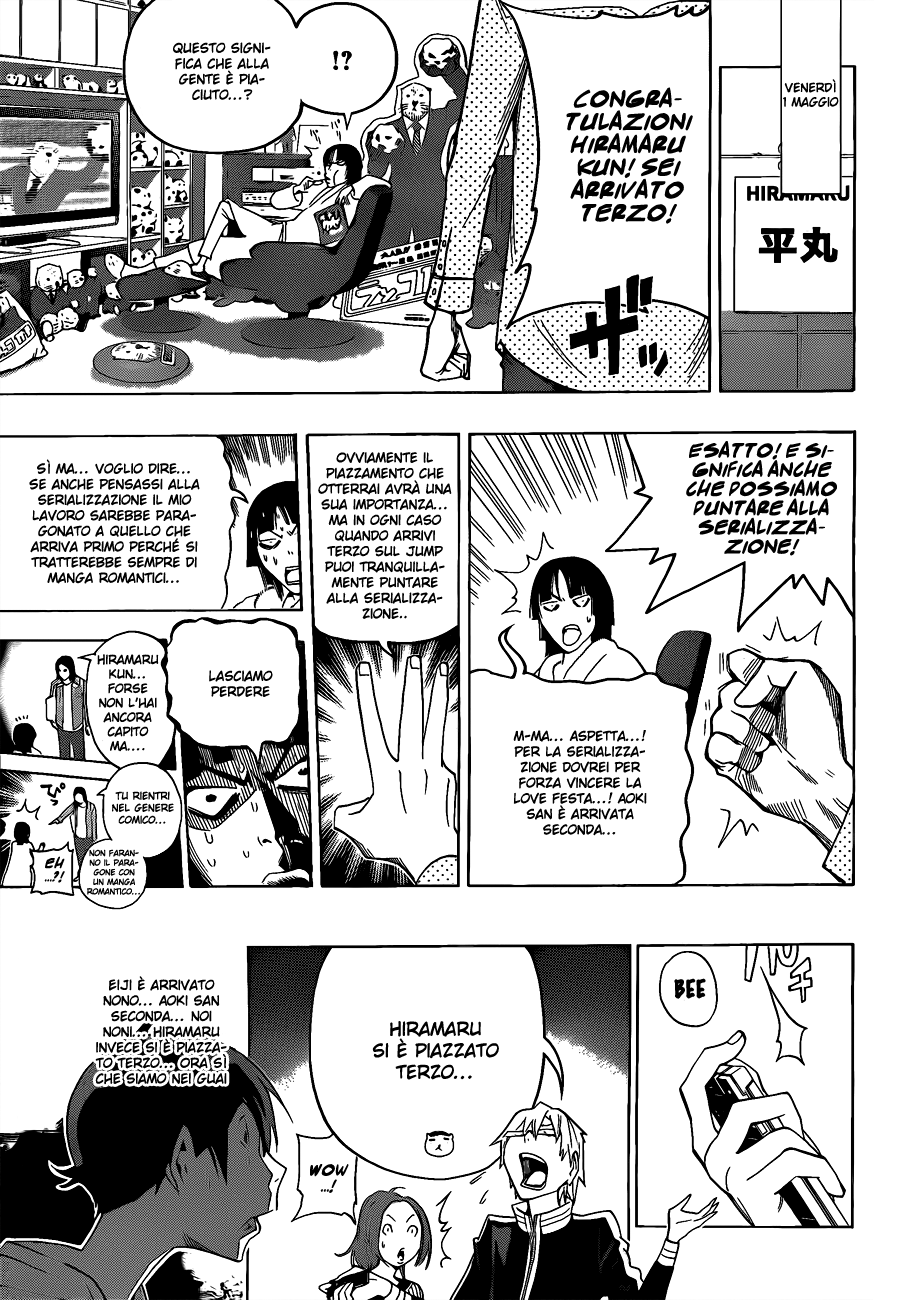 VENERDÌ
1 MAGGIO
HIRAMARU
平丸
CONGRA-
TULAZIONI
HIRAMARU
KUN! SEI
ARRIVATO
TERZO!
ザッ
!?
QUESTO SIGNI-
FICA CHE ALLA
GENTE È PIA-
CIUTO...?
ESATTO! E SI-
GNIFICA ANCHE
CHE POSSIAMO
PUNTARE ALLA
SERIALIZZA-
ZIONE!
M-MA... ASPETTA...!
PER LA SERIALIZZA-
ZIONE DOVREI PER
FORZA VINCERE LA
LOVE FESTA...! AOKI
SAN È ARRIVATA
SECONDA...
OVVIAMENTE IL
PIAZZAMENTO CHE
OTTERRAI AVRÀ UNA
SUA IMPORTANZA...
MA IN OGNI CASO
QUANDO ARRIVI
TERZO SUL JUMP
PUOI TRANQUILLA-
MENTE PUNTARE
ALLA SERIALIZZA-
ZIONE..
SÌ MA... VOGLIO DIRE...
SE ANCHE PENSASSI ALLA
SERIALIZZAZIONE IL MIO
LAVORO SAREBBE PARA-
GONATO A QUELLO CHE
ARRIVA PRIMO PERCHÉ SI
TRATTEREBBE SEMPRE DI
MANGA ROMANTICI...
LASCIAMO
PERDERE
HIRAMARU
KUN...
FORSE
NON L'HAI
ANCORA
CAPITO
MA....
TU RIENTRI
NEL GENERE
COMICO...
NON FARAN-
NO IL PARA-
GONE CON
UN MANGA
ROMANTICO...
EH
....?!
BEE
HIRAMARU
SI È PIAZZATO
TERZO...
WOW
....!
EIJI È ARRIVATO
NONO... AOKI SAN
SECONDA... NOI
NONI... HIRAMARU
INVECE SI È PIAZZA-
TO TERZO... ORA SÌ
CHE SIAMO NEI GUAI